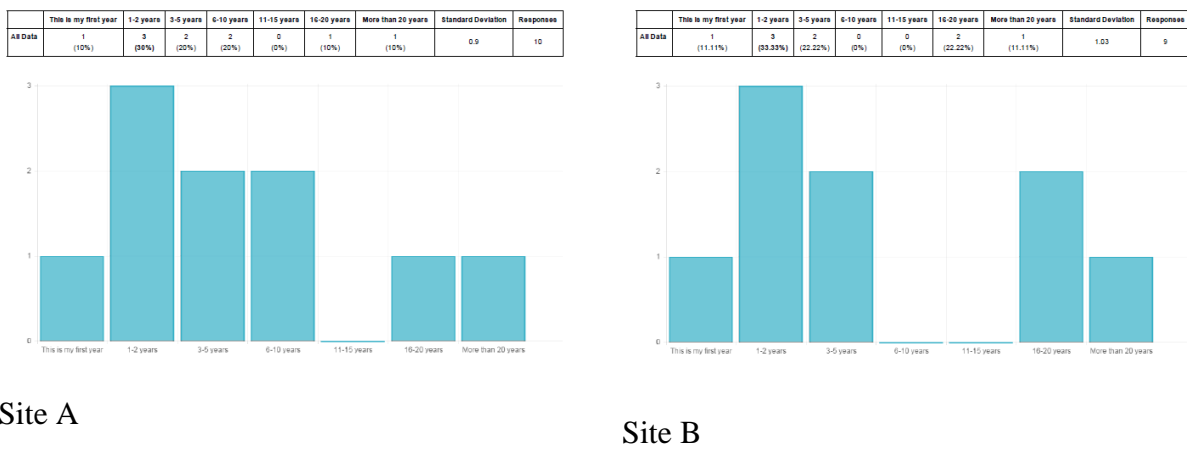 This is my first year 1-2 years 3-5 years 6-10 years 11-15 years 16-20 years More than 20 years Standard Deviation Responses
All Data 1 3 2 2 0 1 1 0.9 10
(10%) (30%) (20%) (20%) (0%) (10%) (10%)
3
2
1
0
This is my first year 1-2 years 3-5 years 6-10 years 11-15 years 16-20 years More than 20 years
Site A
This is my first year 1-2 years 3-5 years 6-10 years 11-15 years 16-20 years More than 20 years Standard Deviation Responses
All Data 1 3 2 0 0 2 1 1.03 9
(11.11%) (33.33%) (22.22%) (0%) (0%) (22.22%) (11.11%)
3
2
1
0
This is my first year 1-2 years 3-5 years 6-10 years 11-15 years 16-20 years More than 20 years
Site B